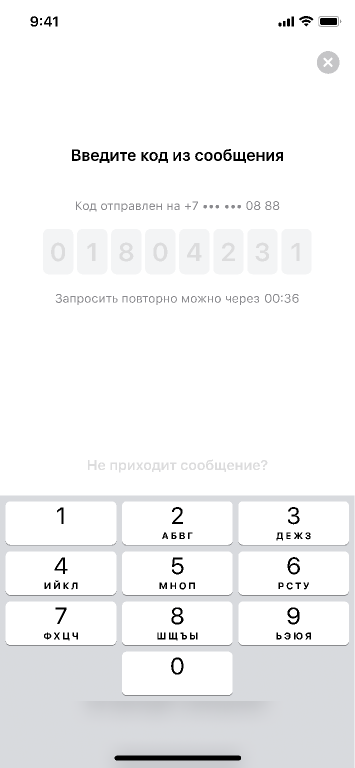 9:41
Введите код из сообщения
Код отправлен на +7 ••• ••• 08 88
0 1 8 0 4 2 3 1
Запросить повторно можно через 00:36
Не приходит сообщение?
1 2 3
АБВГ ДЕЖЗ
4 5 6
ИЙКЛ МНОП РСТУ
7 8 9
ФХЦЧ ШЩЪЫ ЬЭЮЯ
0